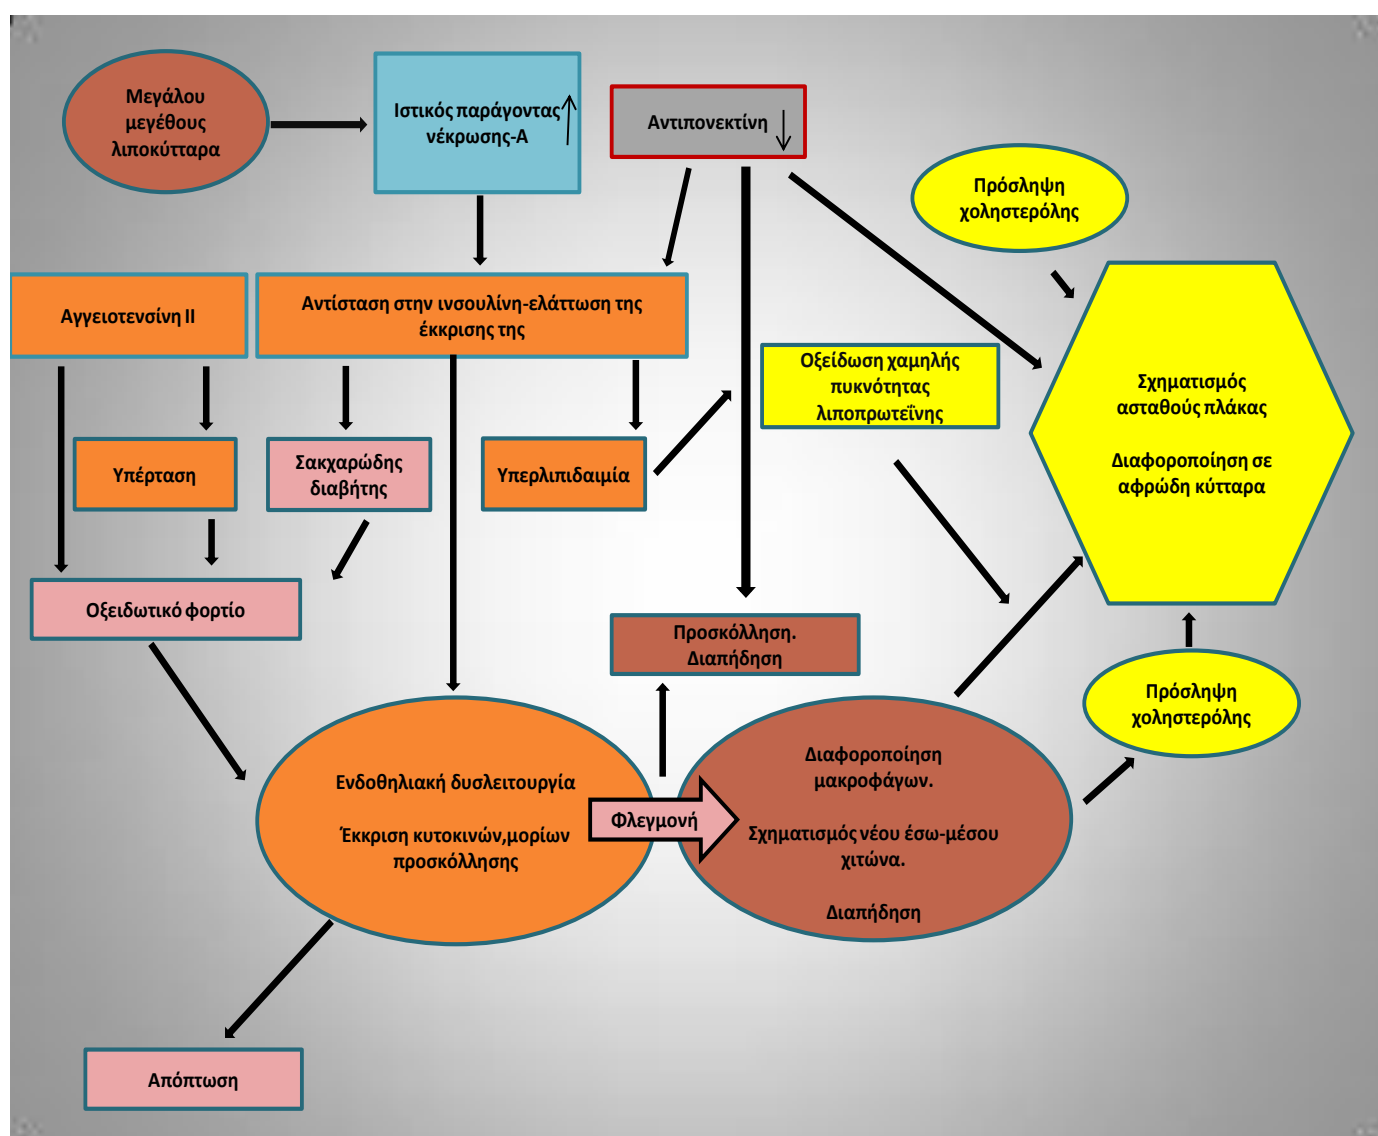 Μεγάλου
μεγέθους
λιποκύτταρα
Ιστικός παράγοντας
νέκρωσης-Α
Αντιπονεκτίνη
Πρόσληψη
χοληστερόλης
Αγγειοτενσίνη ΙΙ
Αντίσταση στην ινσουλίνη-ελάττωση της
έκκρισης της
Οξείδωση χαμηλής
πυκνότητας
λιποπρωτεΐνης
Σχηματισμός
ασταθούς πλάκας
Διαφοροποίηση σε
αφρώδη κύτταρα
Υπέρταση
Σακχαρώδης
διαβήτης
Υπερλιπιδαιμία
Οξειδωτικό φορτίο
Προσκόλληση.
Διαπήδηση
Πρόσληψη
χοληστερόλης
Ενδοθηλιακή δυσλειτουργία
Έκκριση κυτοκινών,μορίων
προσκόλλησης
Φλεγμονή
Διαφοροποίηση
μακροφάγων.
Σχηματισμός νέου έσω-μέσου
χιτώνα.
Διαπήδηση
Απόπτωση